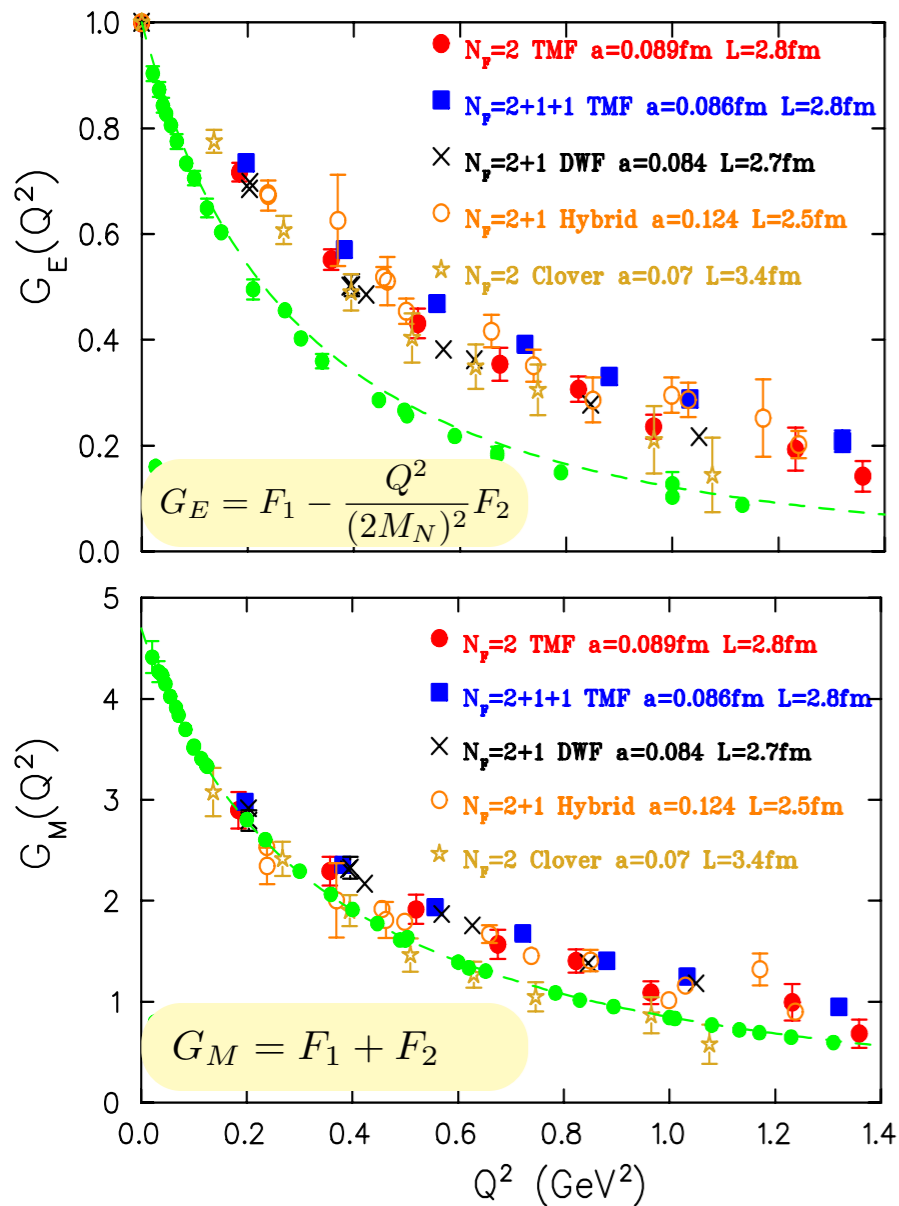 G_E(Q^2)
1.0
0.8
0.6
0.4
0.2
0.0
N_F=2 TMF a=0.089fm L=2.8fm
N_F=2+1+1 TMF a=0.086fm L=2.8fm
N_F=2+1 DWF a=0.084 L=2.7fm
N_F=2+1 Hybrid a=0.124 L=2.5fm
N_F=2 Clover a=0.07 L=3.4fm
G_E = F_1 − \frac{Q^2}{(2M_N)^2} F_2
G_M(Q^2)
5
4
3
2
1
0
N_F=2 TMF a=0.089fm L=2.8fm
N_F=2+1+1 TMF a=0.086fm L=2.8fm
N_F=2+1 DWF a=0.084 L=2.7fm
N_F=2+1 Hybrid a=0.124 L=2.5fm
N_F=2 Clover a=0.07 L=3.4fm
G_M = F_1 + F_2
0.0 0.2 0.4 0.6 0.8 1.0 1.2 1.4
Q^2 (GeV^2)